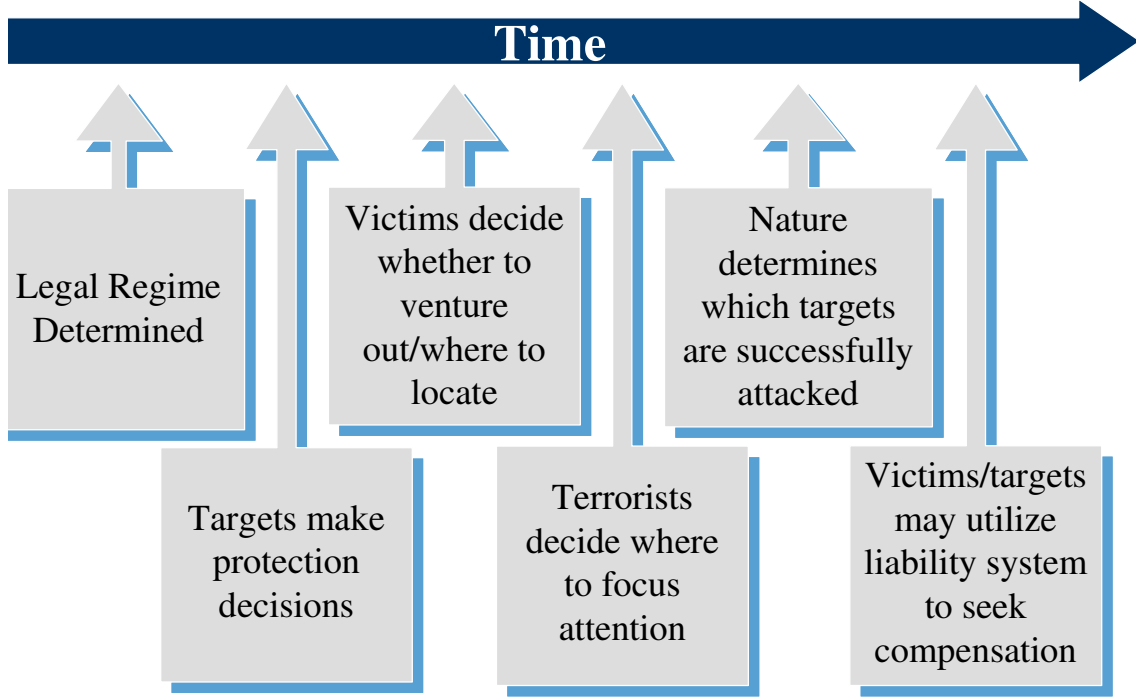 Time
Legal Regime
Determined
Targets make
protection
decisions
Victims decide
whether to
venture
out/where to
locate
Terrorists
decide where
to focus
attention
Nature
determines
which targets
are successfully
attacked
Victims/targets
may utilize
liability system
to seek
compensation